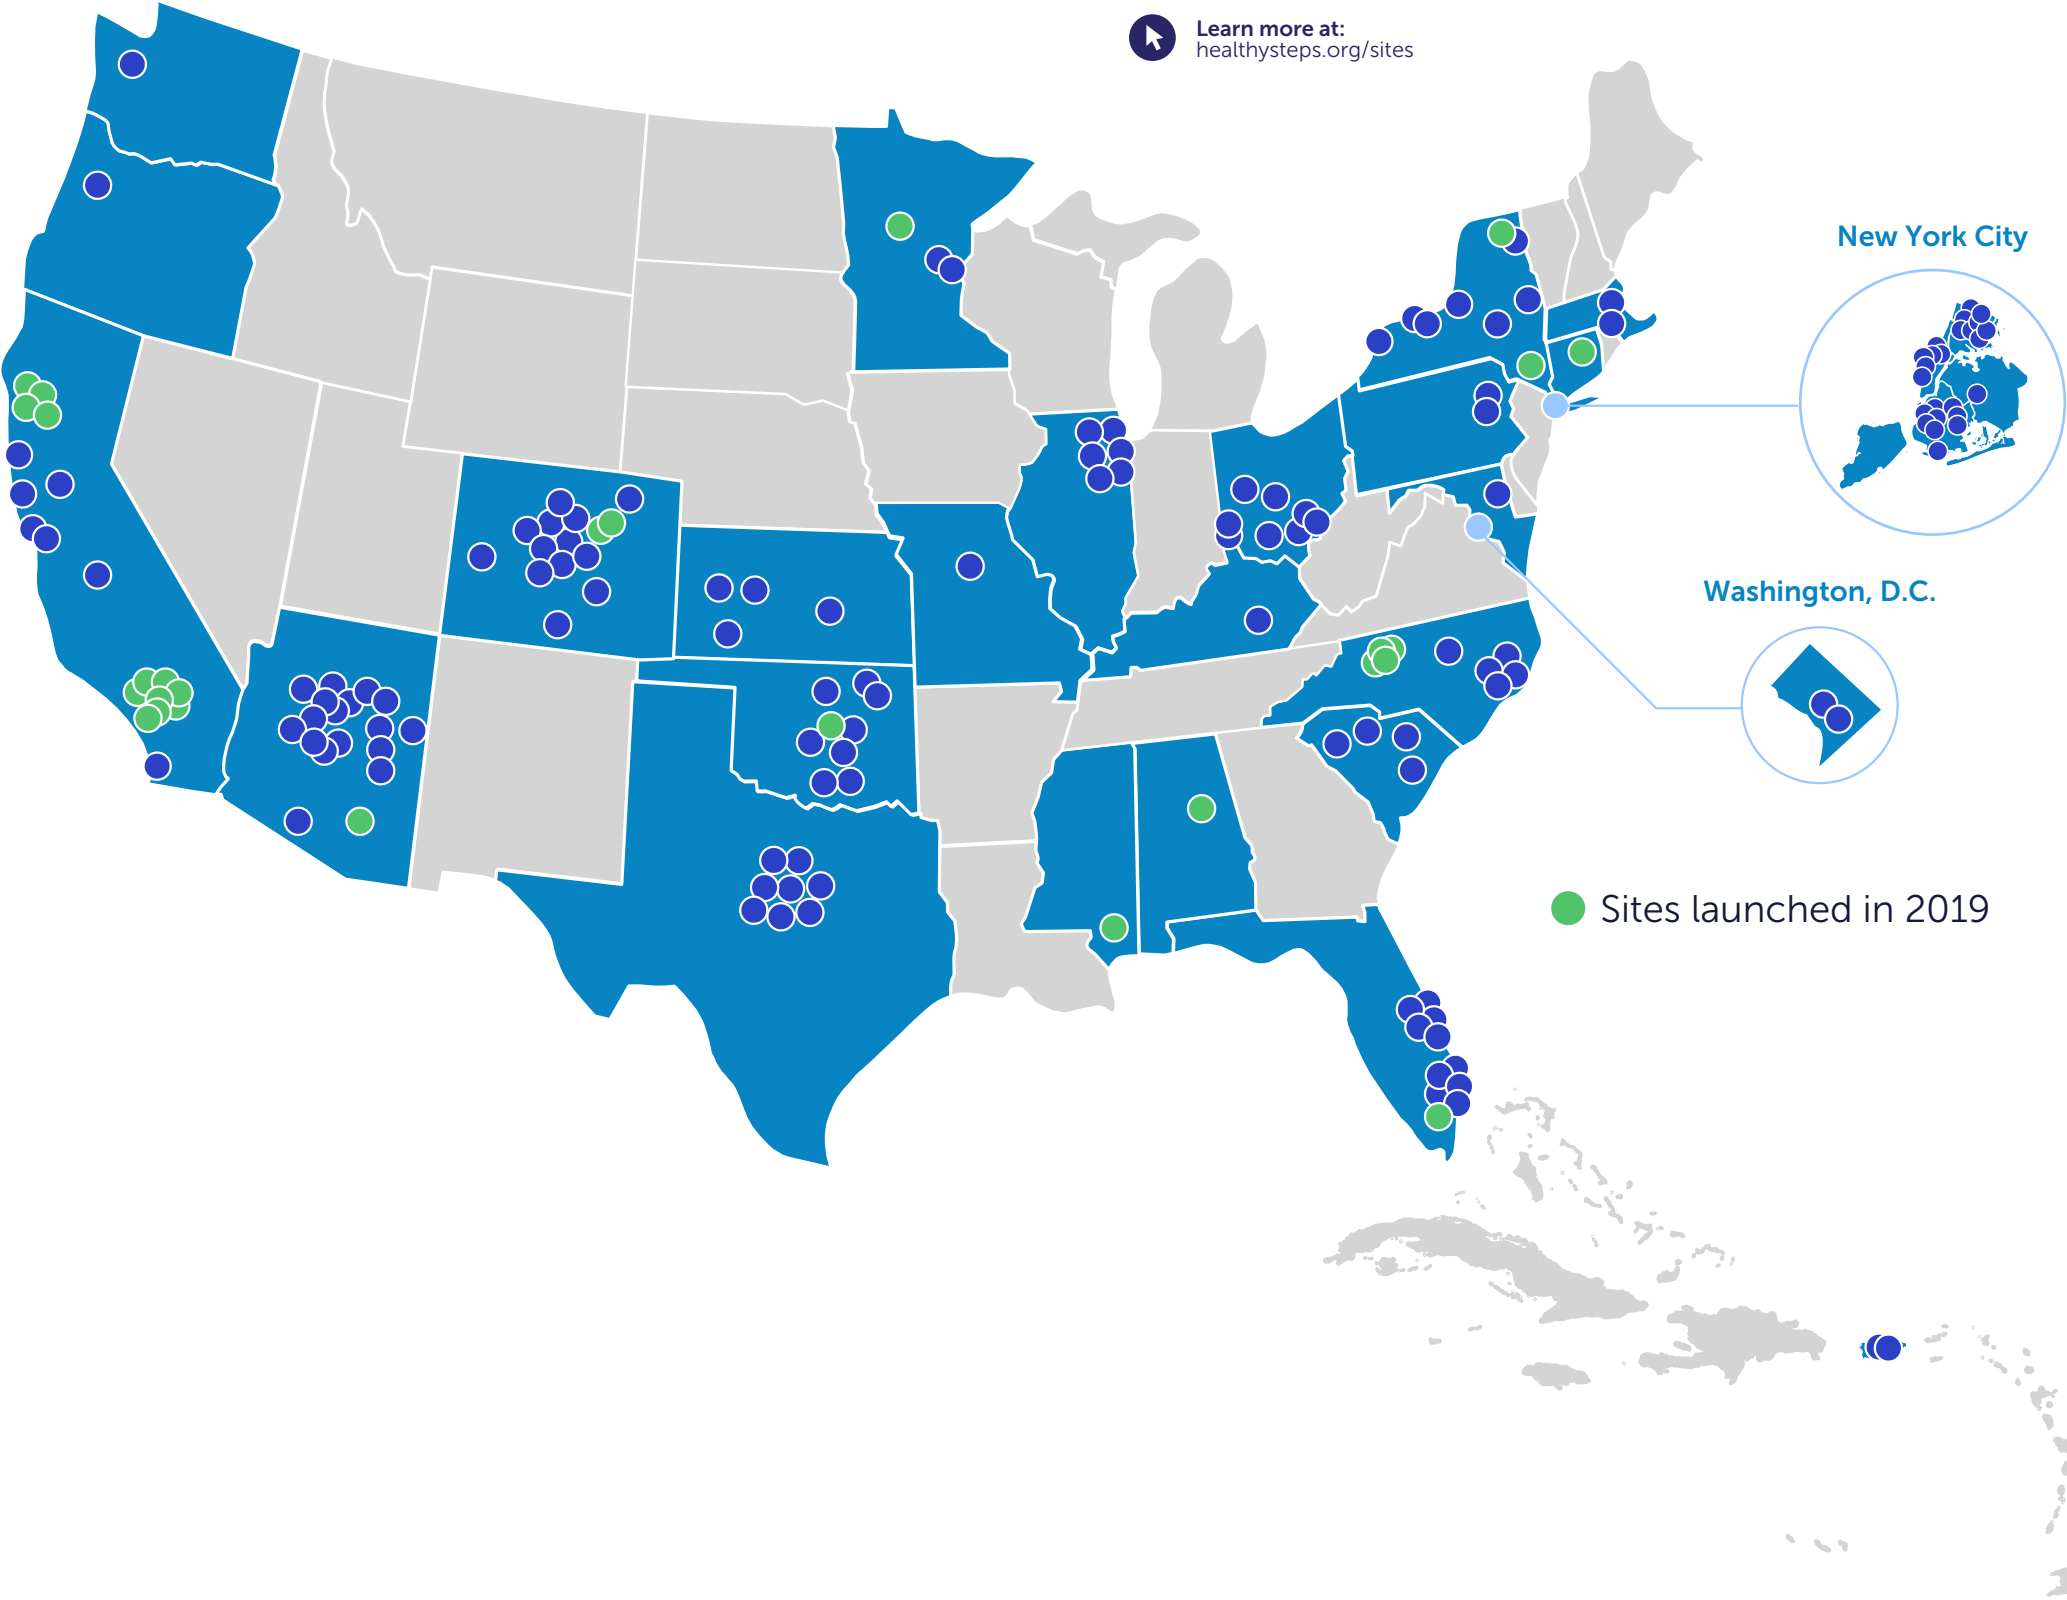 Learn more at:
healthysteps.org/sites
New York City
Washington, D.C.
Sites launched in 2019